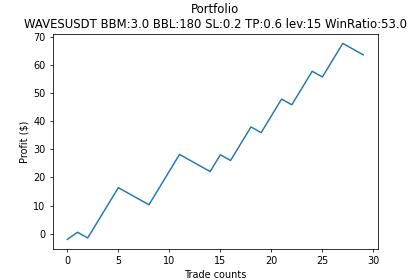 Portfolio
WAVESUSDT BBM:3.0 BBL:180 SL:0.2 TP:0.6 lev:15 WinRatio:53.0
Profit ($)
70
60
50
40
30
20
10
0
0 5 10 15 20 25 30
Trade counts